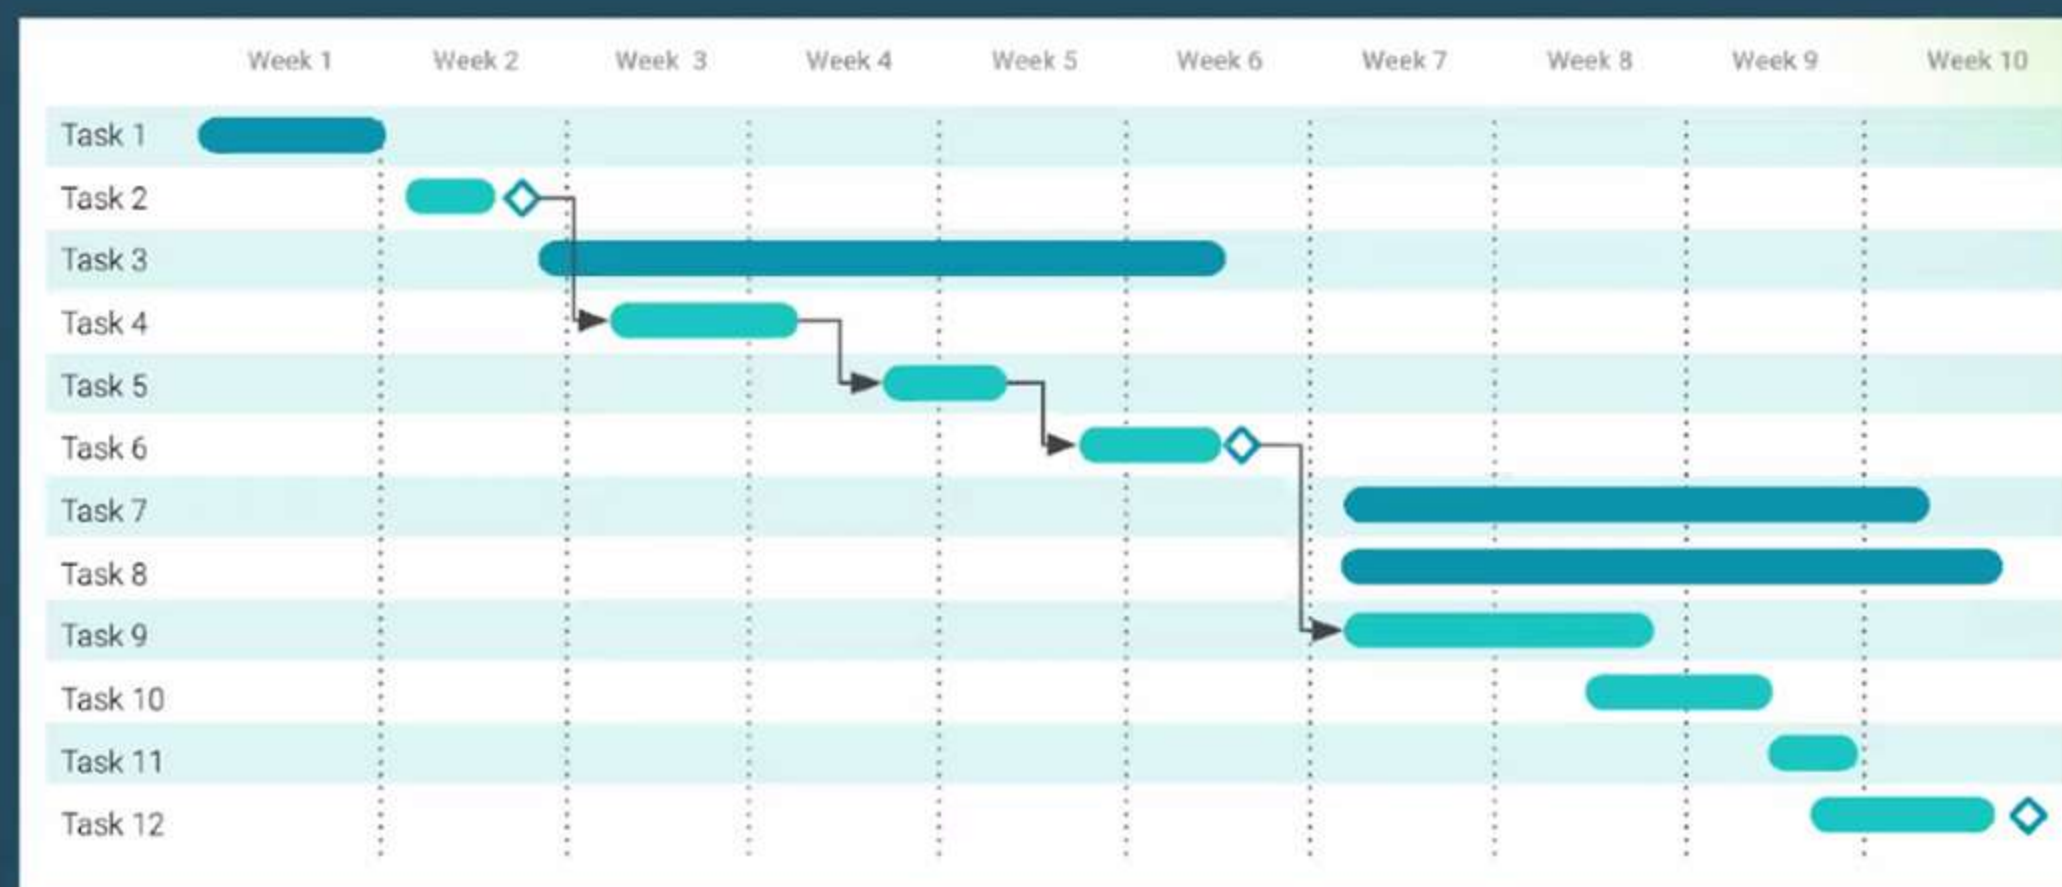 Week 1 Week 2 Week 3 Week 4 Week 5 Week 6 Week 7 Week 8 Week 9 Week 10
Task 1
Task 2
Task 3
Task 4
Task 5
Task 6
Task 7
Task 8
Task 9
Task 10
Task 11
Task 12